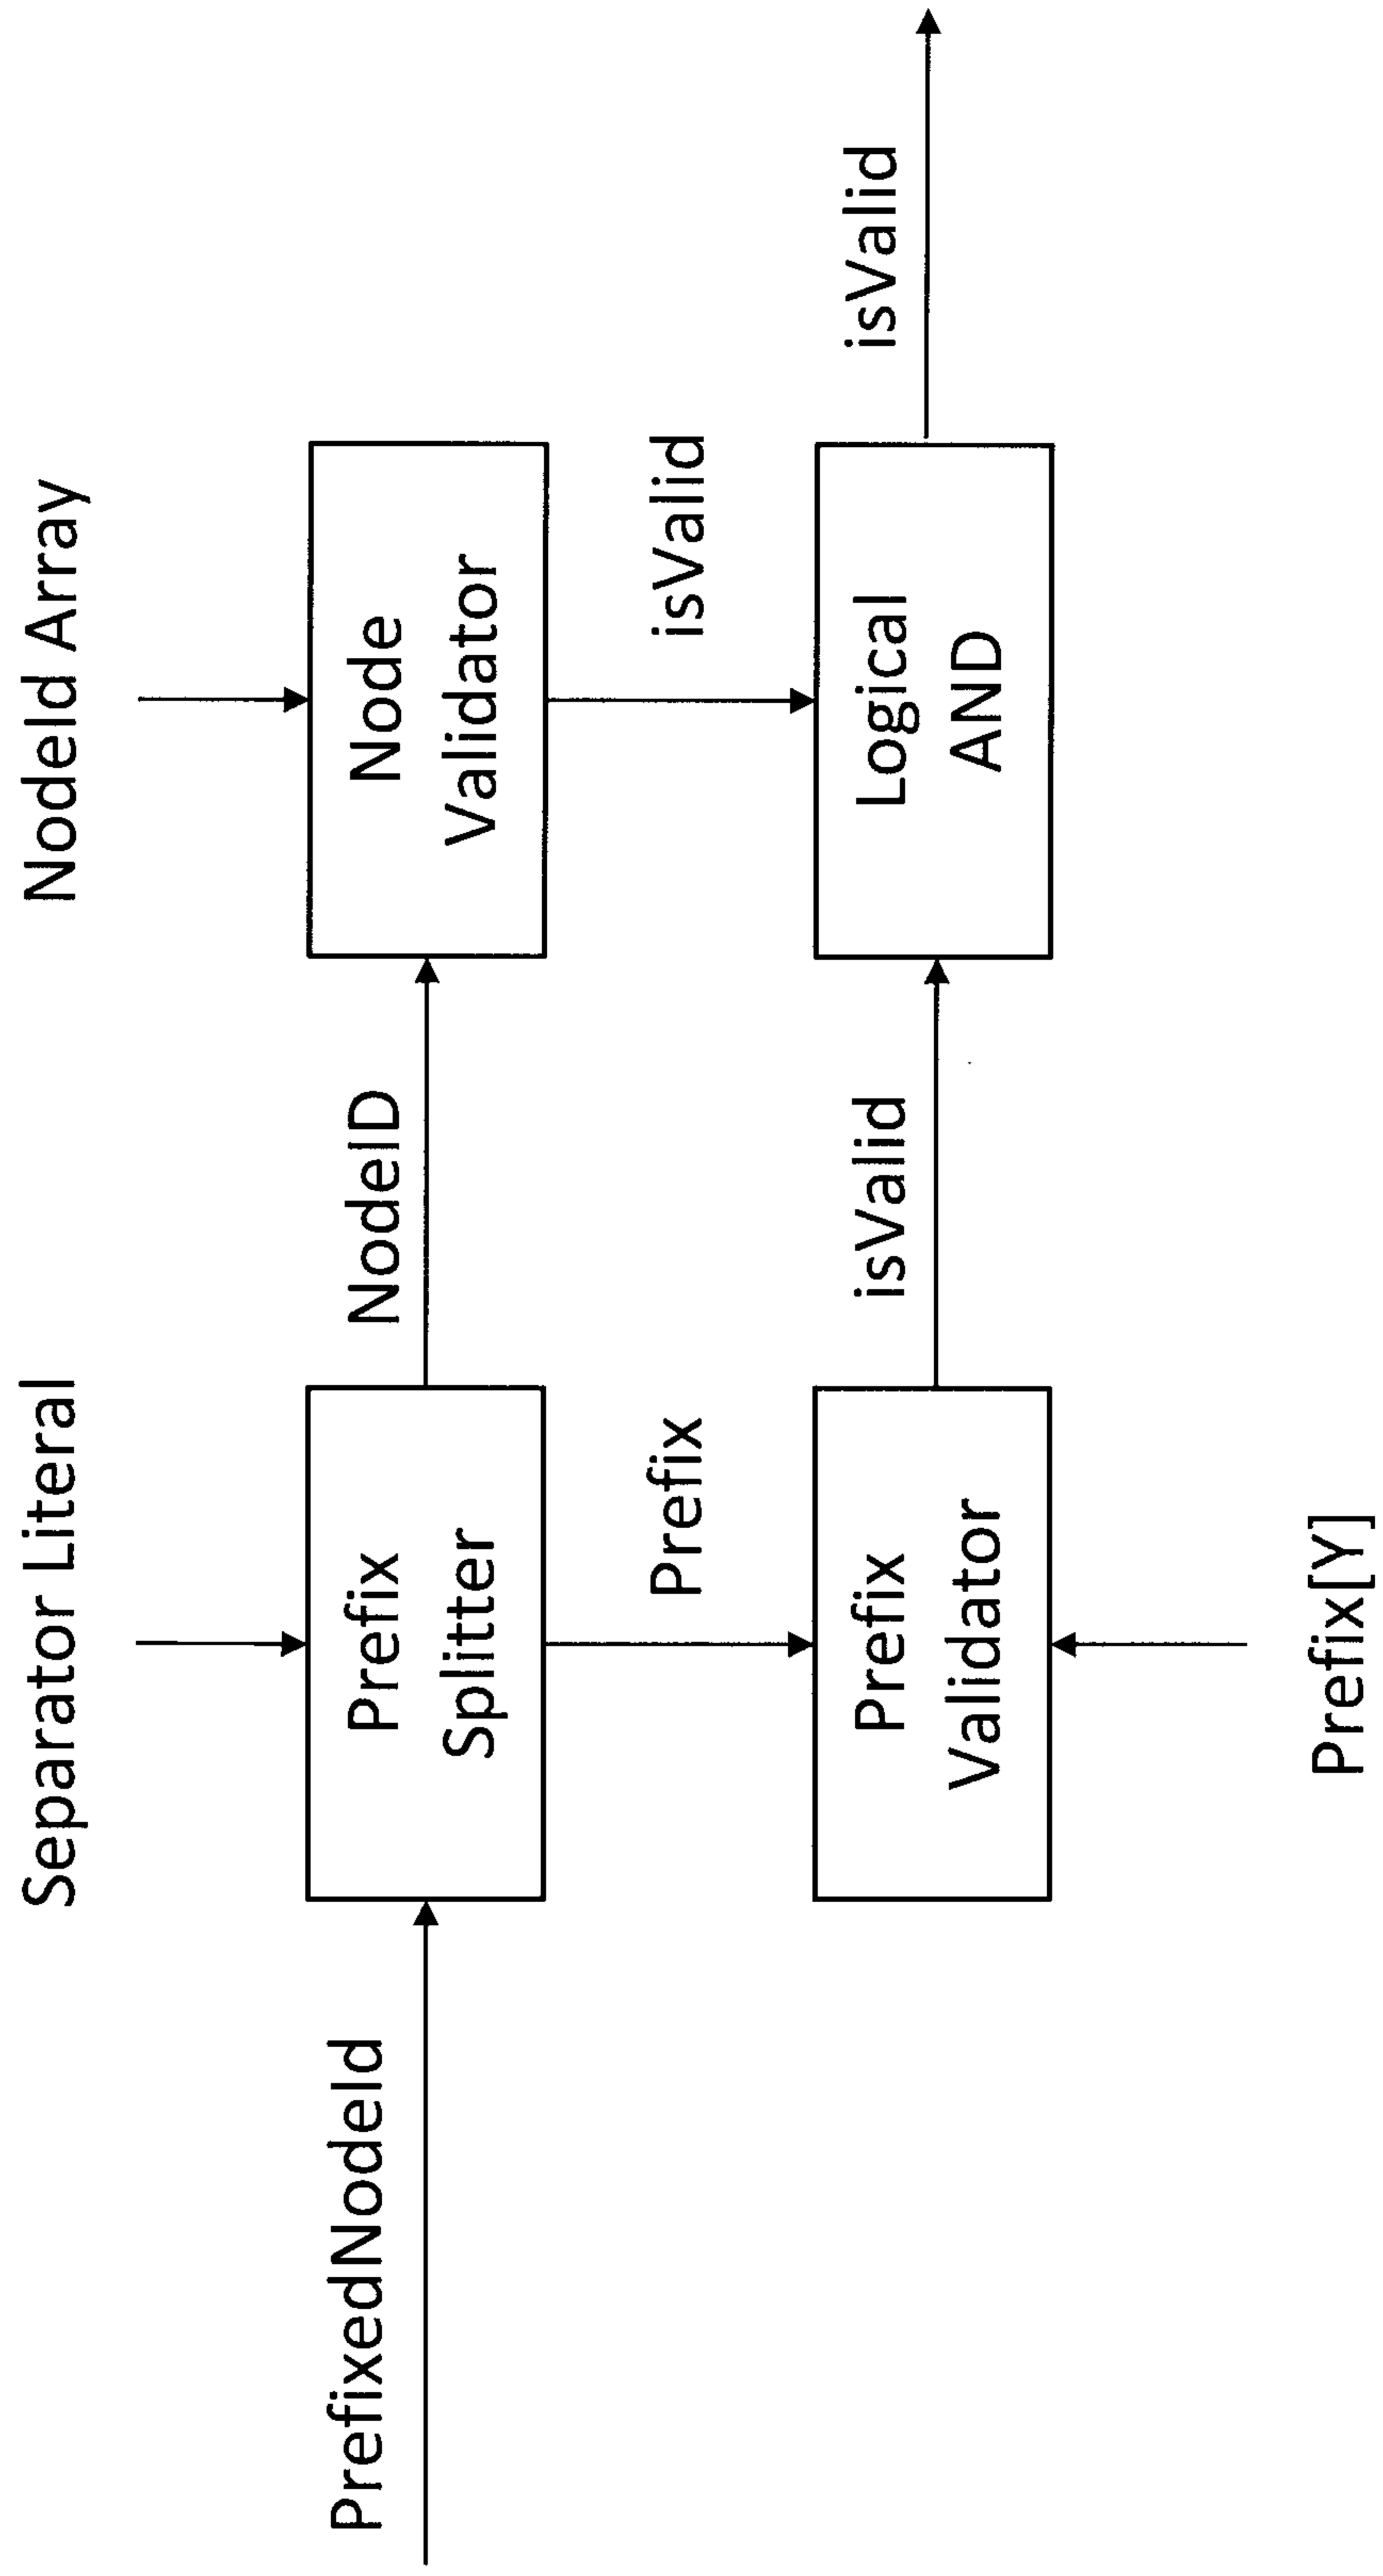 Separator Literal
NodeId Array
PrefixedNodeId
Prefix
Splitter
NodeID
Node
Validator
Prefix
isValid
Prefix
Validator
isValid
Logical
AND
isValid
Prefix[Y]